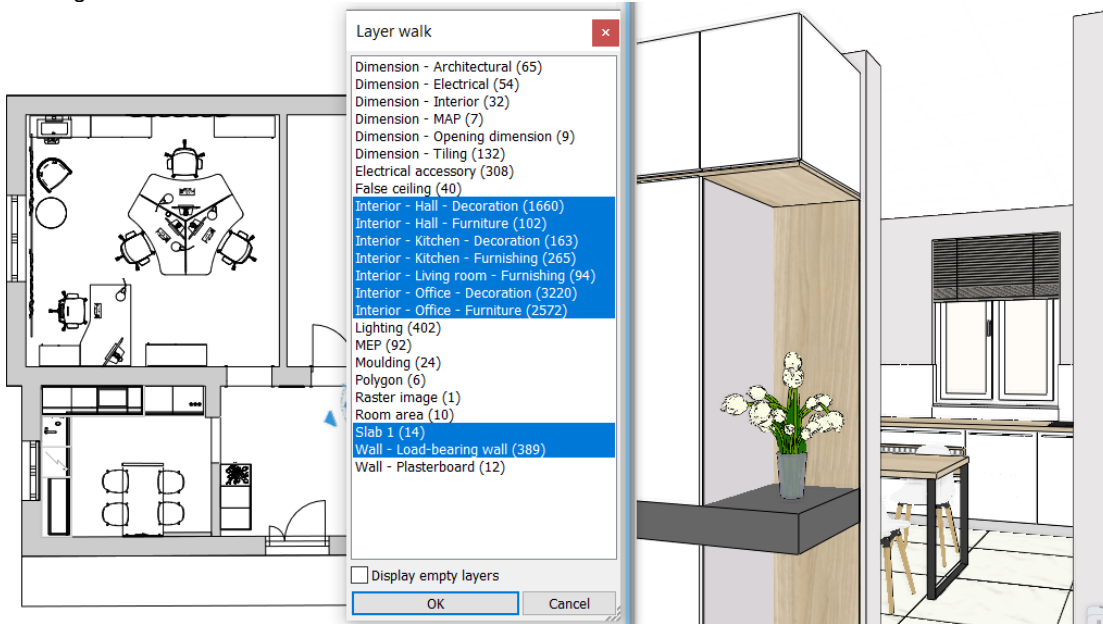 Layer walk
Dimension - Architectural (65)
Dimension - Electrical (54)
Dimension - Interior (32)
Dimension - MAP (7)
Dimension - Opening dimension (9)
Dimension - Tiling (132)
Electrical accessory (308)
False ceiling (40)
Interior - Hall - Decoration (1660)
Interior - Hall - Furniture (102)
Interior - Kitchen - Decoration (163)
Interior - Kitchen - Furnishing (265)
Interior - Living room - Furnishing (94)
Interior - Office - Decoration (3220)
Interior - Office - Furniture (2572)
Lighting (402)
MEP (92)
Moulding (24)
Polygon (6)
Raster image (1)
Room area (10)
Slab 1 (14)
Wall - Load-bearing wall (389)
Wall - Plasterboard (12)
Display empty layers
OK
Cancel